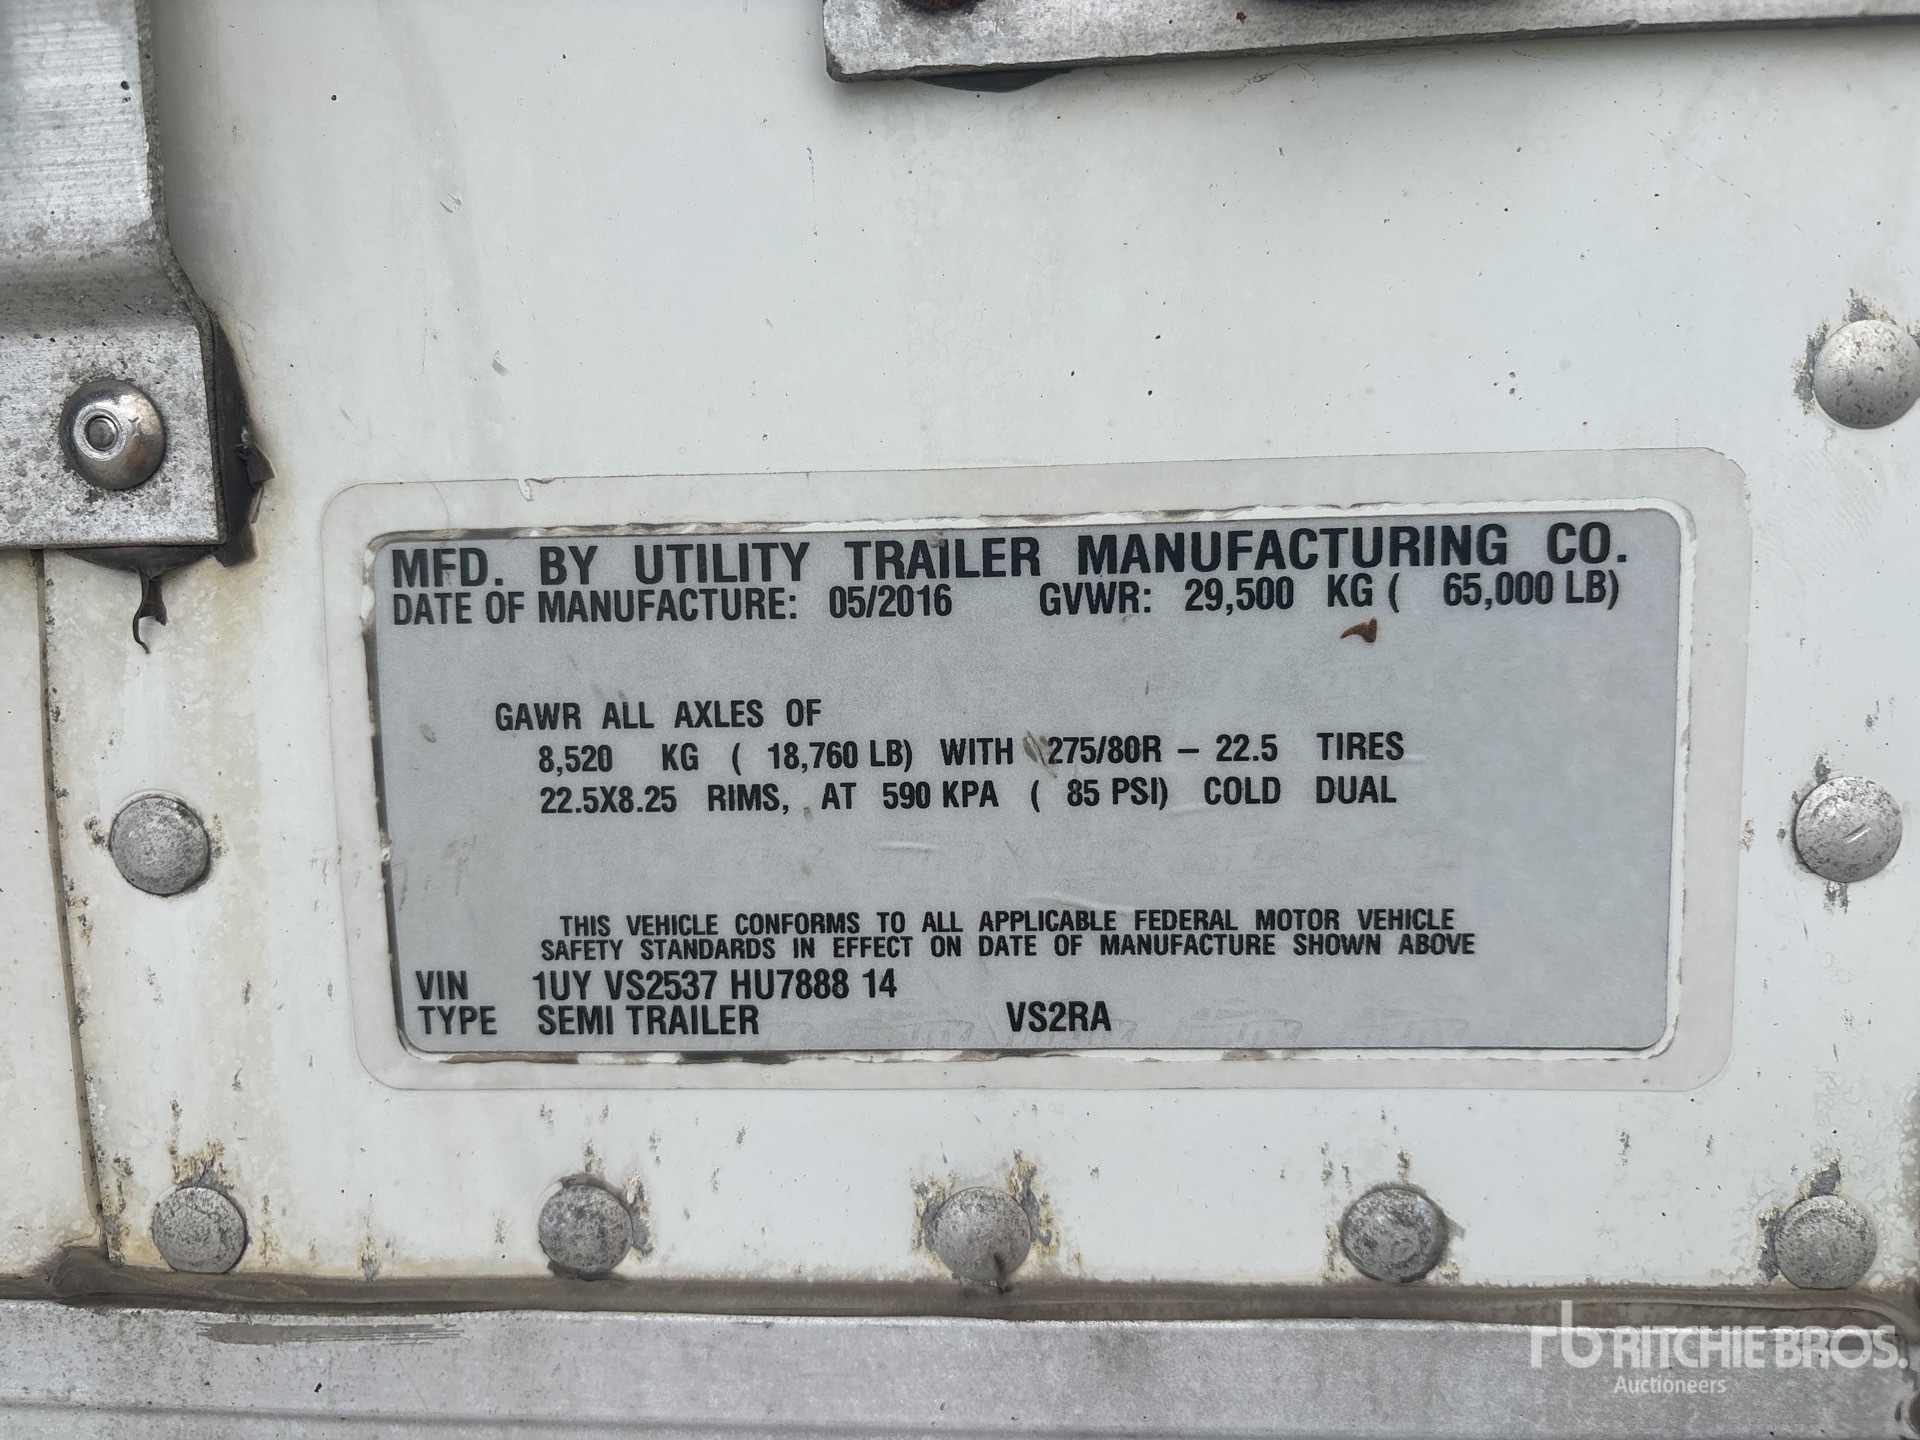 MFD. BY UTILITY TRAILER MANUFACTURING CO.
DATE OF MANUFACTURE: 05/2016 GVWR: 29,500 KG ( 65,000 LB)
GAWR ALL AXLES OF
8,520 KG ( 18,760 LB) WITH 275/80R – 22.5 TIRES
22.5X8.25 RIMS, AT 590 KPA ( 85 PSI) COLD DUAL
THIS VEHICLE CONFORMS TO ALL APPLICABLE FEDERAL MOTOR VEHICLE
SAFETY STANDARDS IN EFFECT ON DATE OF MANUFACTURE SHOWN ABOVE
VIN 1UY VS2537 HU7888 14
TYPE SEMI TRAILER VS2RA
rb RITCHIE BROS.
Auctioneers